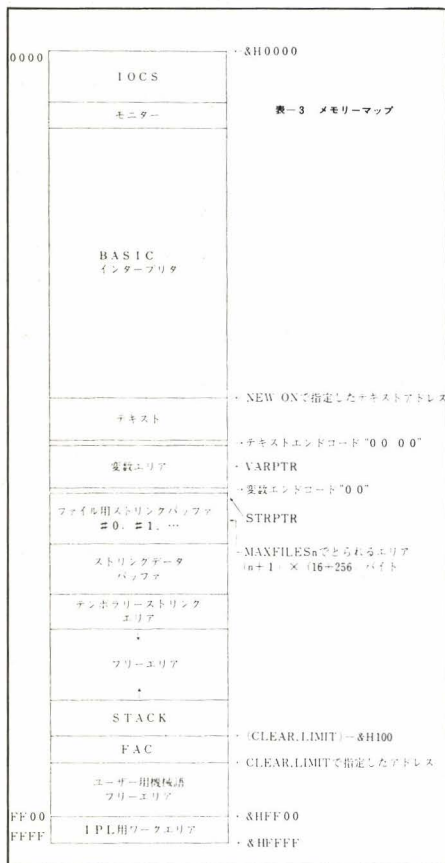 0000
・&H0000
IOCS
表－3　メモリーマップ
モニター
BASIC
インタープリタ
・NEW ONで指定したテキストアドレス
テキスト
・テキストエンドコード"00 00"
変数エリア
・VARPTR
・変数エンドコード"00"
ファイル用ストリングバッファ
#0, #1, …
STRPTR
・MAXFILESnでとられるエリア
(n+1) × (16+256) バイト
ストリングデータ
バッファ
テンポラリーストリング
エリア
フリーエリア
STACK
・(CLEAR,LIMIT)－&H100
FAC
・CLEAR,LIMITで指定したアドレス
ユーザー用機械語
フリーエリア
FF00
・&HFF00
IPL用ワークエリア
FFFF
・&HFFFF